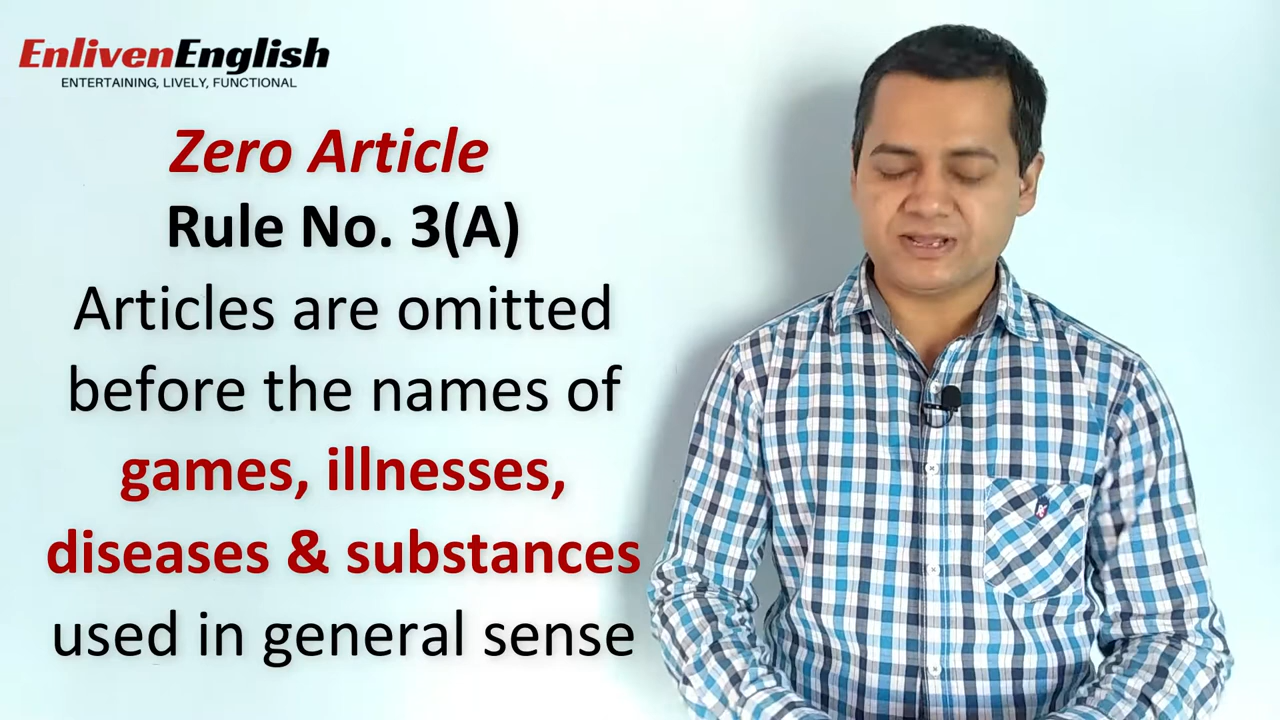 EnlivenEnglish
ENTERTAINING, LIVELY, FUNCTIONAL
Zero Article
Rule No. 3(A)
Articles are omitted
before the names of
games, illnesses,
diseases & substances
used in general sense